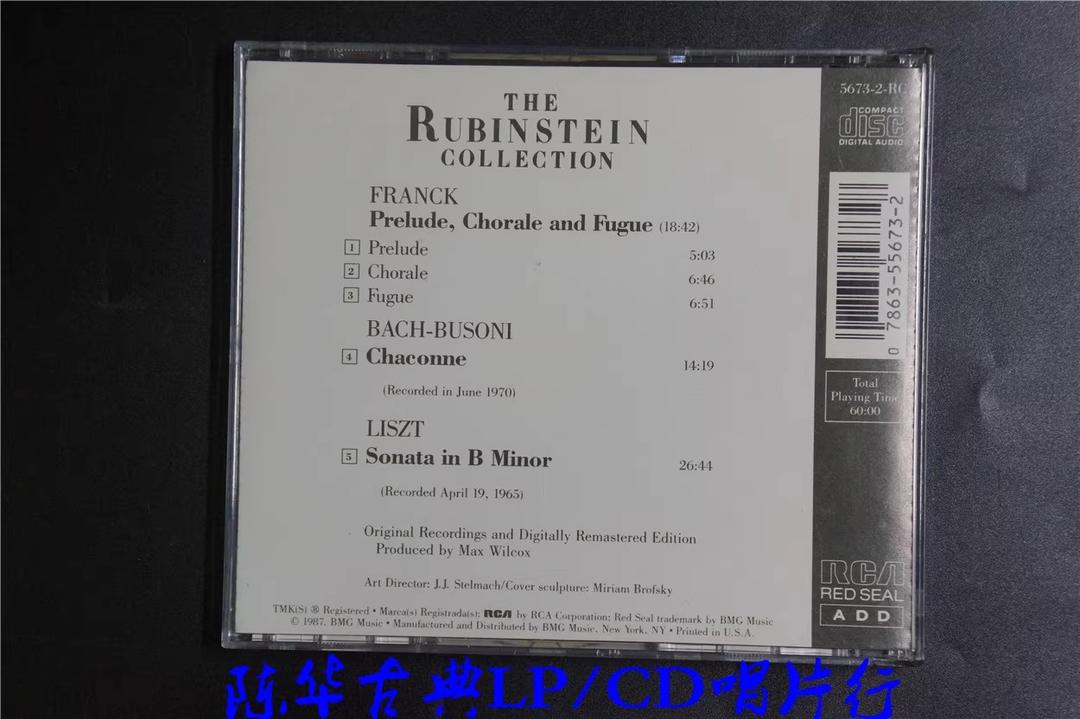 THE
RUBINSTEIN
COLLECTION
FRANCK
Prelude, Chorale and Fugue (18:42)
1 Prelude 5:03
2 Chorale 6:46
3 Fugue 6:51
BACH-BUSONI
4 Chaconne 14:19
(Recorded in June 1970)
LISZT
5 Sonata in B Minor 26:44
(Recorded April 19, 1965)
Original Recordings and Digitally Remastered Edition
Produced by Max Wilcox
Art Director: J.J. Stelmach/Cover sculpture: Miriam Brofsky
TMK(S) ® Registered • Marca(s) Registrada(s): RCA by RCA Corporation; Red Seal trademark by BMG Music
© 1987, BMG Music • Manufactured and Distributed by BMG Music, New York, NY • Printed in U.S.A.
5673-2-RC
COMPACT
disc
DIGITAL AUDIO
0 78635-5673-2
Total
Playing Time
60:00
RCA
RED SEAL
ADD
陈华古典LP/CD唱片行